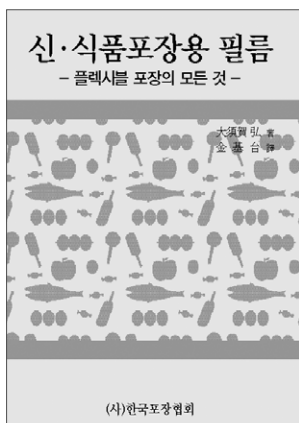 신·식품포장용 필름
– 플렉시블 포장의 모든 것 –
大須賀 弘 著
金基台 譯
(사)한국포장협회